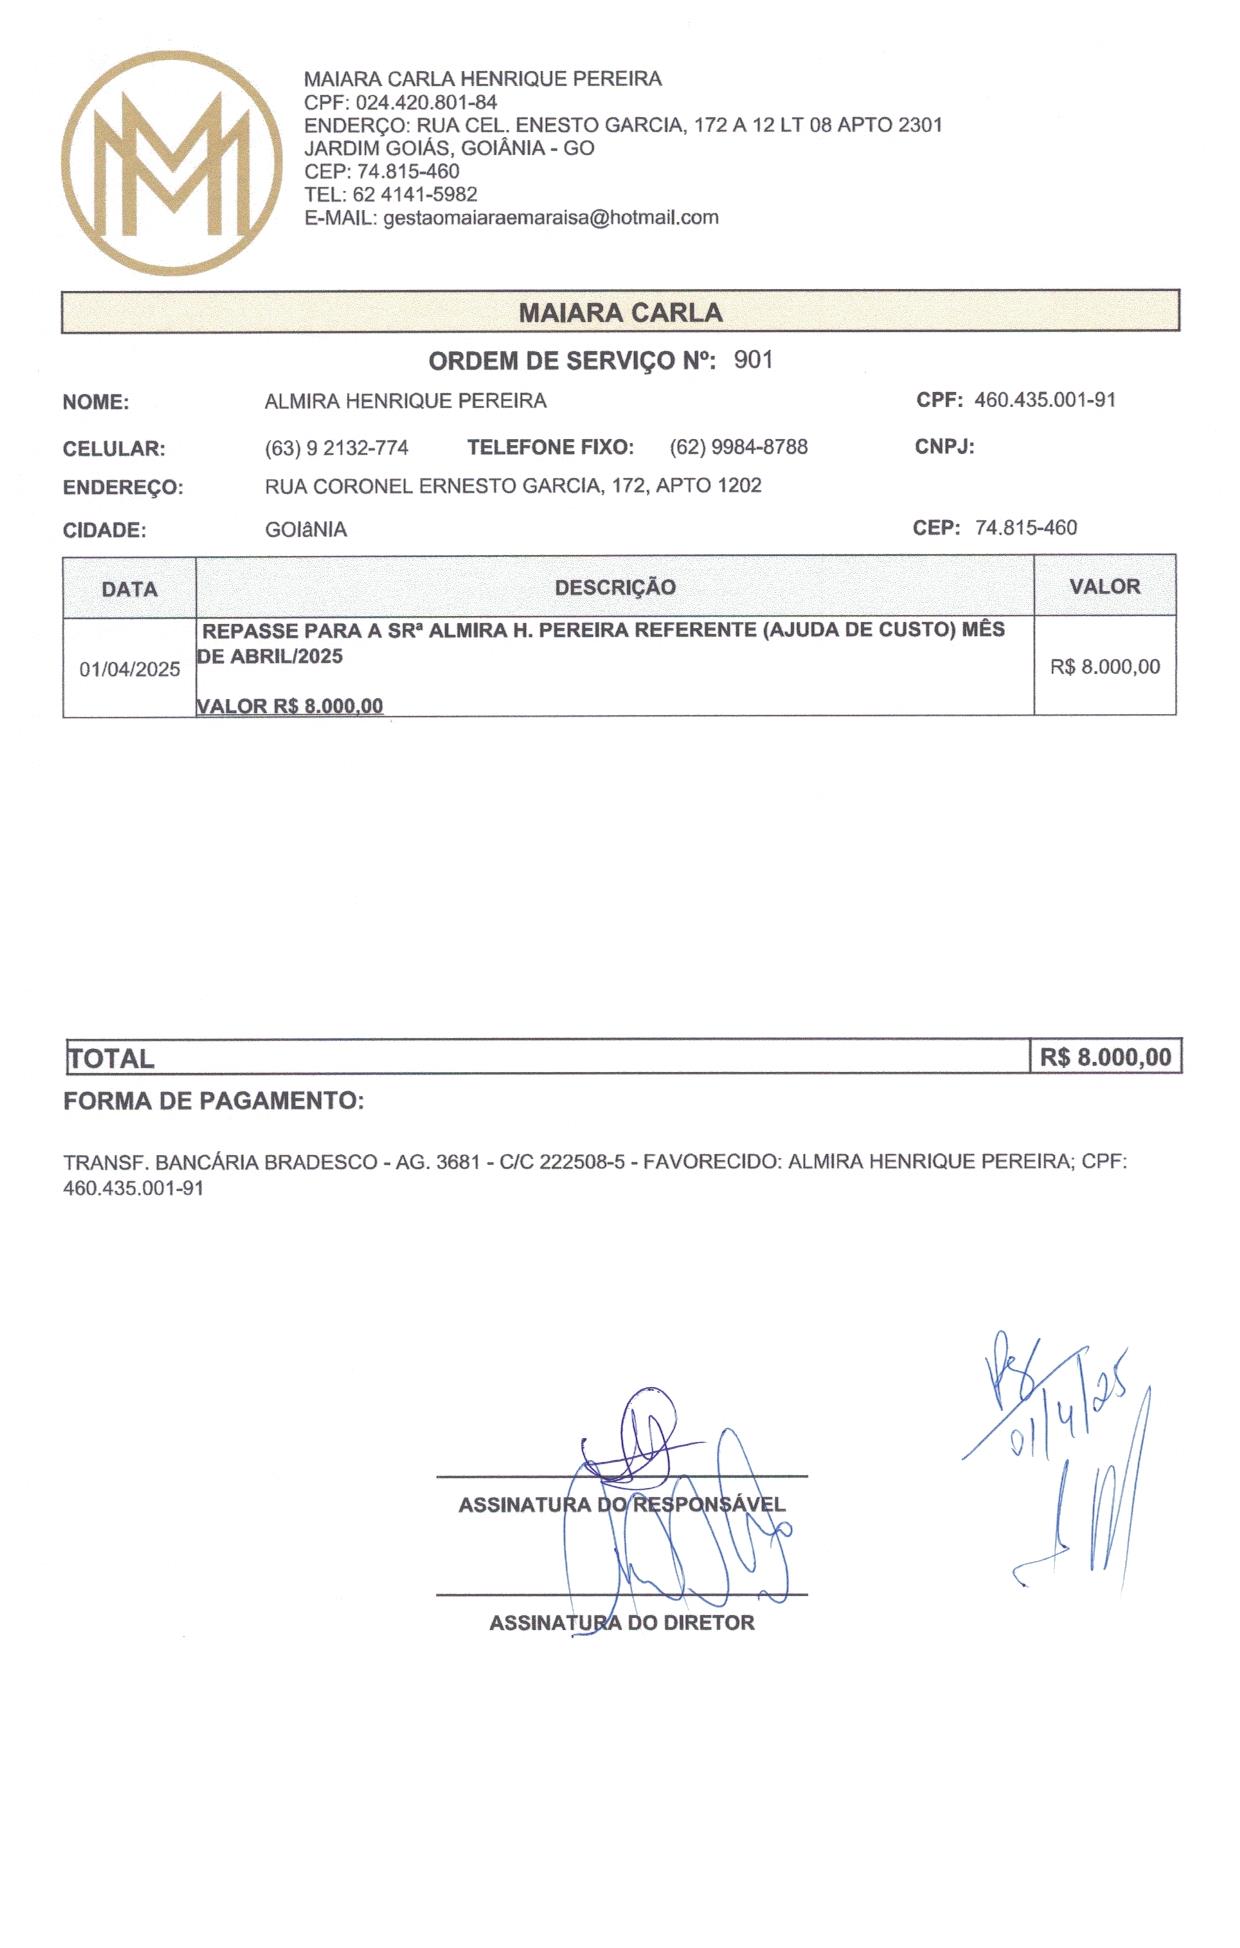 MAIARA CARLA HENRIQUE PEREIRA
CPF: 024.420.801-84
ENDERÇO: RUA CEL. ENESTO GARCIA, 172 A 12 LT 08 APTO 2301
JARDIM GOIÁS, GOIÂNIA - GO
CEP: 74.815-460
TEL: 62 4141-5982
E-MAIL: gestaomaiaraemaraisa@hotmail.com
MAIARA CARLA
ORDEM DE SERVIÇO Nº: 901
NOME: ALMIRA HENRIQUE PEREIRA CPF: 460.435.001-91
CELULAR: (63) 9 2132-774 TELEFONE FIXO: (62) 9984-8788 CNPJ:
ENDEREÇO: RUA CORONEL ERNESTO GARCIA, 172, APTO 1202
CIDADE: GOIâNIA CEP: 74.815-460
DATA DESCRIÇÃO VALOR
REPASSE PARA A SRª ALMIRA H. PEREIRA REFERENTE (AJUDA DE CUSTO) MÊS
DE ABRIL/2025
01/04/2025 R$ 8.000,00
VALOR R$ 8.000,00
TOTAL R$ 8.000,00
FORMA DE PAGAMENTO:
TRANSF. BANCÁRIA BRADESCO - AG. 3681 - C/C 222508-5 - FAVORECIDO: ALMIRA HENRIQUE PEREIRA; CPF:
460.435.001-91
01/4/25
ASSINATURA DO RESPONSÁVEL
ASSINATURA DO DIRETOR